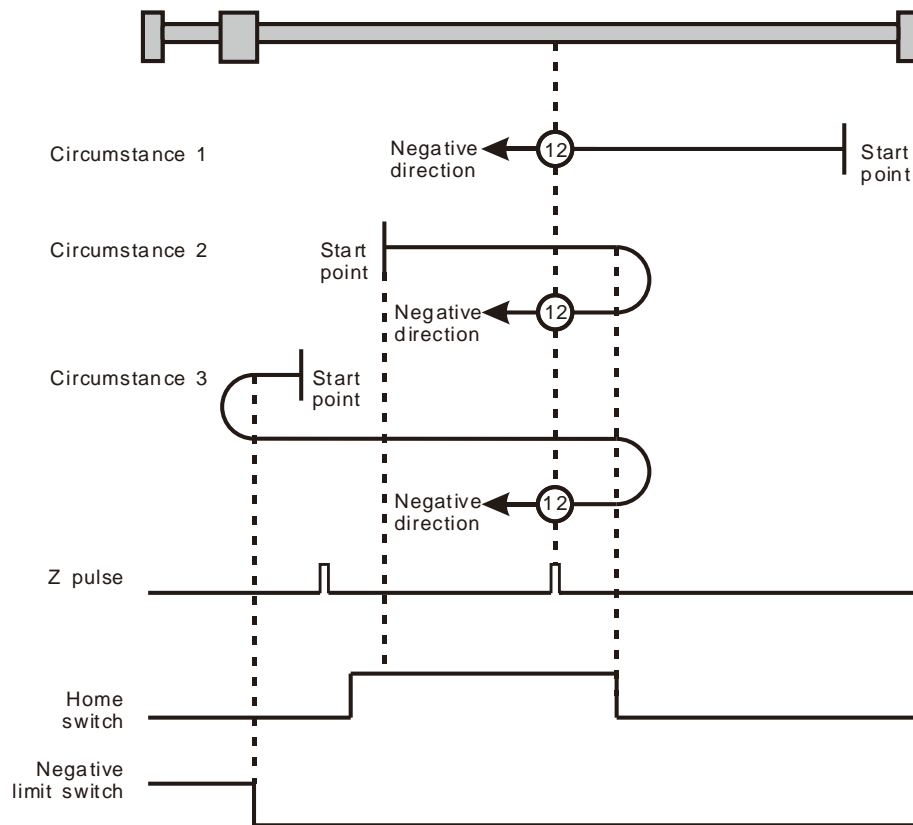 Circumstance 1
Negative
direction
12
Start
point
Circumstance 2
Start
point
Negative
direction
12
Circumstance 3
Start
point
Negative
direction
12
Z pulse
Home
switch
Negative
limit switch